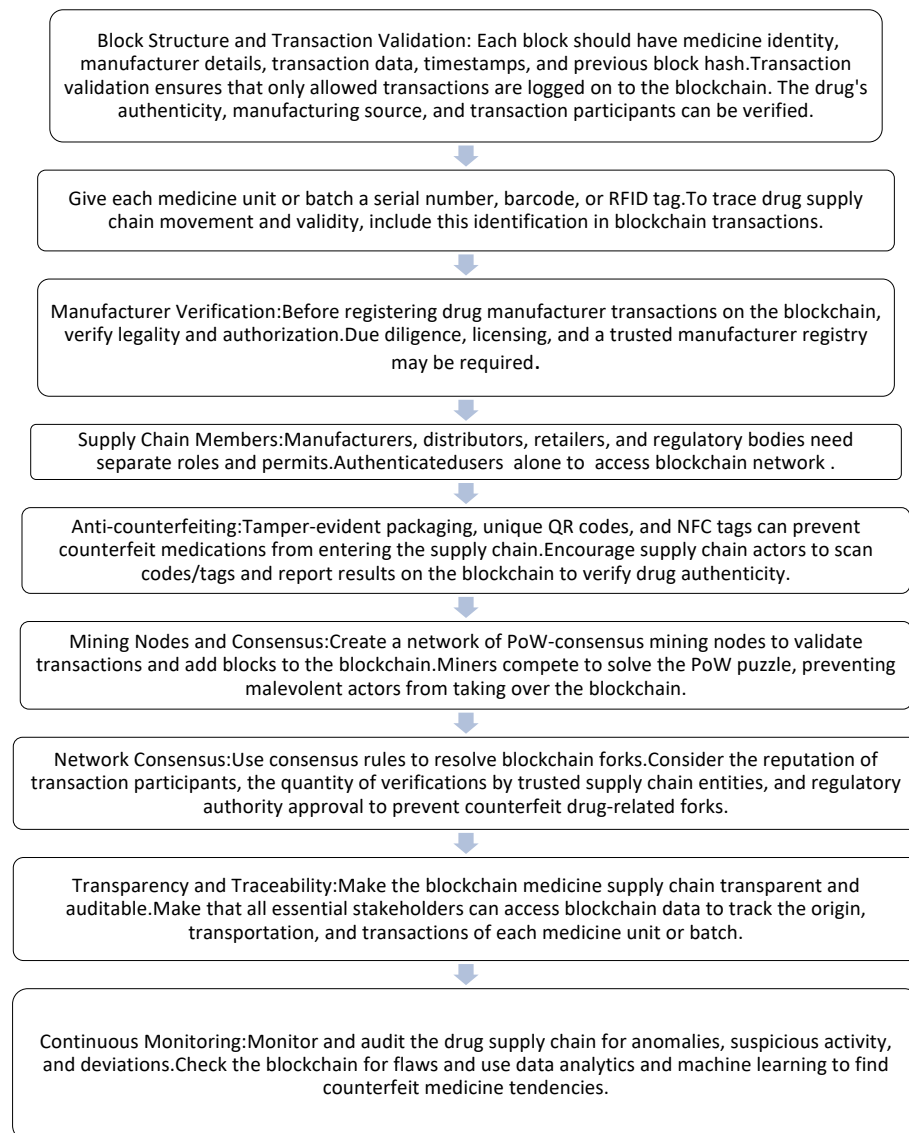 Block Structure and Transaction Validation: Each block should have medicine identity,
manufacturer details, transaction data, timestamps, and previous block hash.Transaction
validation ensures that only allowed transactions are logged on to the blockchain. The drug's
authenticity, manufacturing source, and transaction participants can be verified.
Give each medicine unit or batch a serial number, barcode, or RFID tag.To trace drug supply
chain movement and validity, include this identification in blockchain transactions.
Manufacturer Verification:Before registering drug manufacturer transactions on the blockchain,
verify legality and authorization.Due diligence, licensing, and a trusted manufacturer registry
may be required.
Supply Chain Members:Manufacturers, distributors, retailers, and regulatory bodies need
separate roles and permits.Authenticatedusers alone to access blockchain network .
Anti-counterfeiting:Tamper-evident packaging, unique QR codes, and NFC tags can prevent
counterfeit medications from entering the supply chain.Encourage supply chain actors to scan
codes/tags and report results on the blockchain to verify drug authenticity.
Mining Nodes and Consensus:Create a network of PoW-consensus mining nodes to validate
transactions and add blocks to the blockchain.Miners compete to solve the PoW puzzle, preventing
malevolent actors from taking over the blockchain.
Network Consensus:Use consensus rules to resolve blockchain forks.Consider the reputation of
transaction participants, the quantity of verifications by trusted supply chain entities, and regulatory
authority approval to prevent counterfeit drug-related forks.
Transparency and Traceability:Make the blockchain medicine supply chain transparent and
auditable.Make that all essential stakeholders can access blockchain data to track the origin,
transportation, and transactions of each medicine unit or batch.
Continuous Monitoring:Monitor and audit the drug supply chain for anomalies, suspicious activity,
and deviations.Check the blockchain for flaws and use data analytics and machine learning to find
counterfeit medicine tendencies.